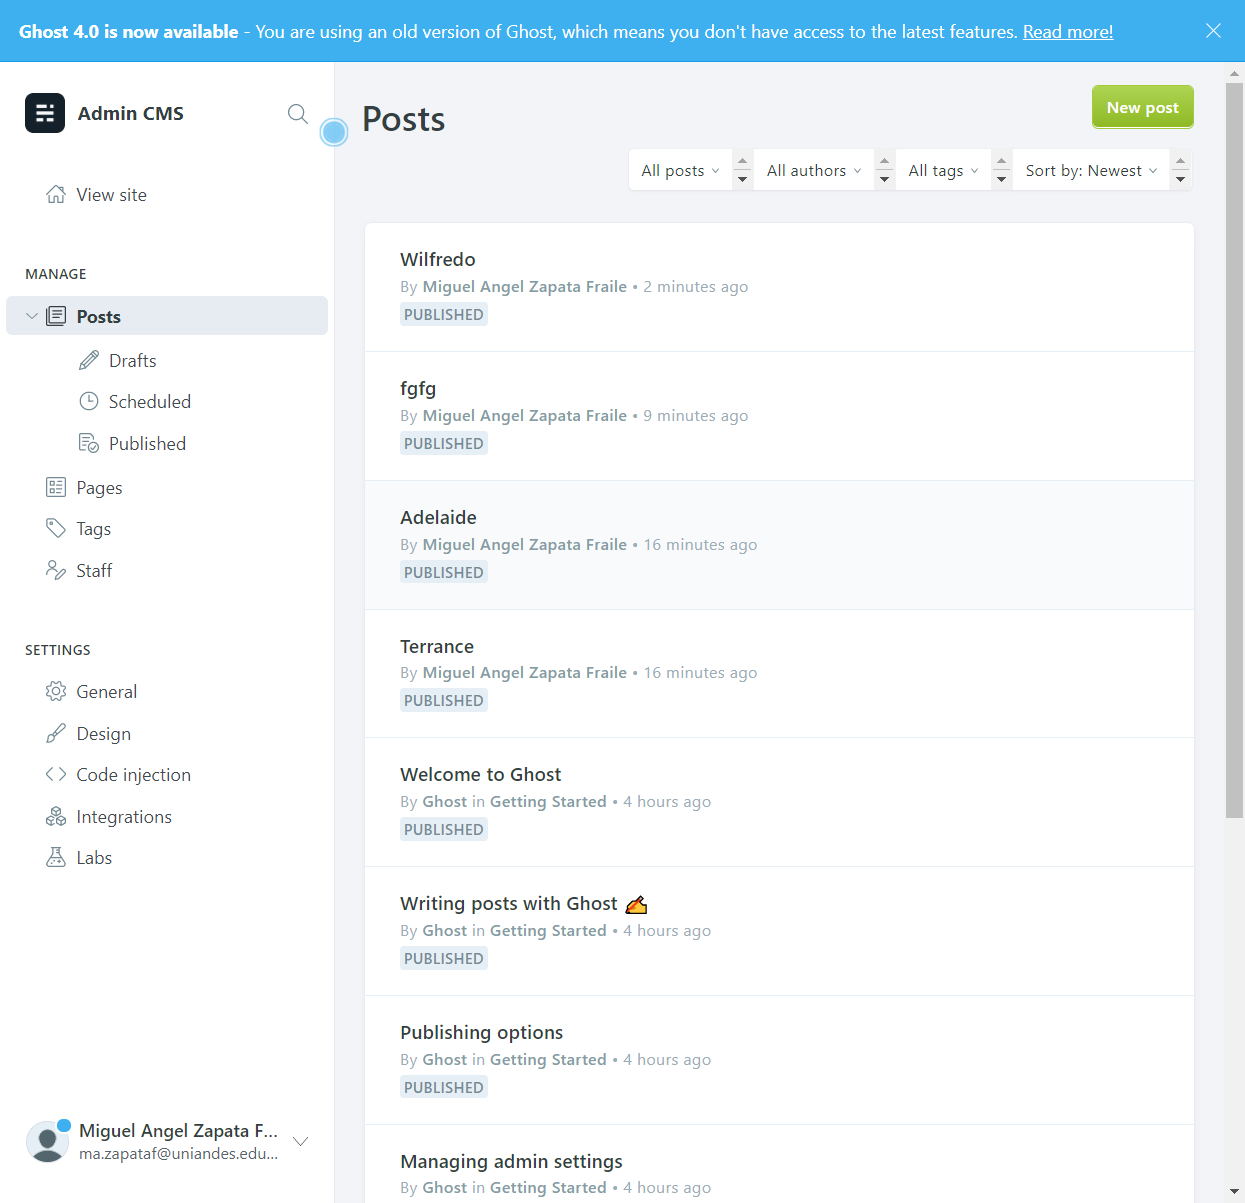 Ghost 4.0 is now available - You are using an old version of Ghost, which means you don't have access to the latest features. Read more!
Admin CMS
View site
MANAGE
Posts
Drafts
Scheduled
Published
Pages
Tags
Staff
SETTINGS
General
Design
Code injection
Integrations
Labs
Miguel Angel Zapata F...
ma.zapataf@uniandes.edu...
Posts
New post
All posts
All authors
All tags
Sort by: Newest
Wilfredo
By Miguel Angel Zapata Fraile • 2 minutes ago
PUBLISHED
fgfg
By Miguel Angel Zapata Fraile • 9 minutes ago
PUBLISHED
Adelaide
By Miguel Angel Zapata Fraile • 16 minutes ago
PUBLISHED
Terrance
By Miguel Angel Zapata Fraile • 16 minutes ago
PUBLISHED
Welcome to Ghost
By Ghost in Getting Started • 4 hours ago
PUBLISHED
Writing posts with Ghost ✍
By Ghost in Getting Started • 4 hours ago
PUBLISHED
Publishing options
By Ghost in Getting Started • 4 hours ago
PUBLISHED
Managing admin settings
By Ghost in Getting Started • 4 hours ago